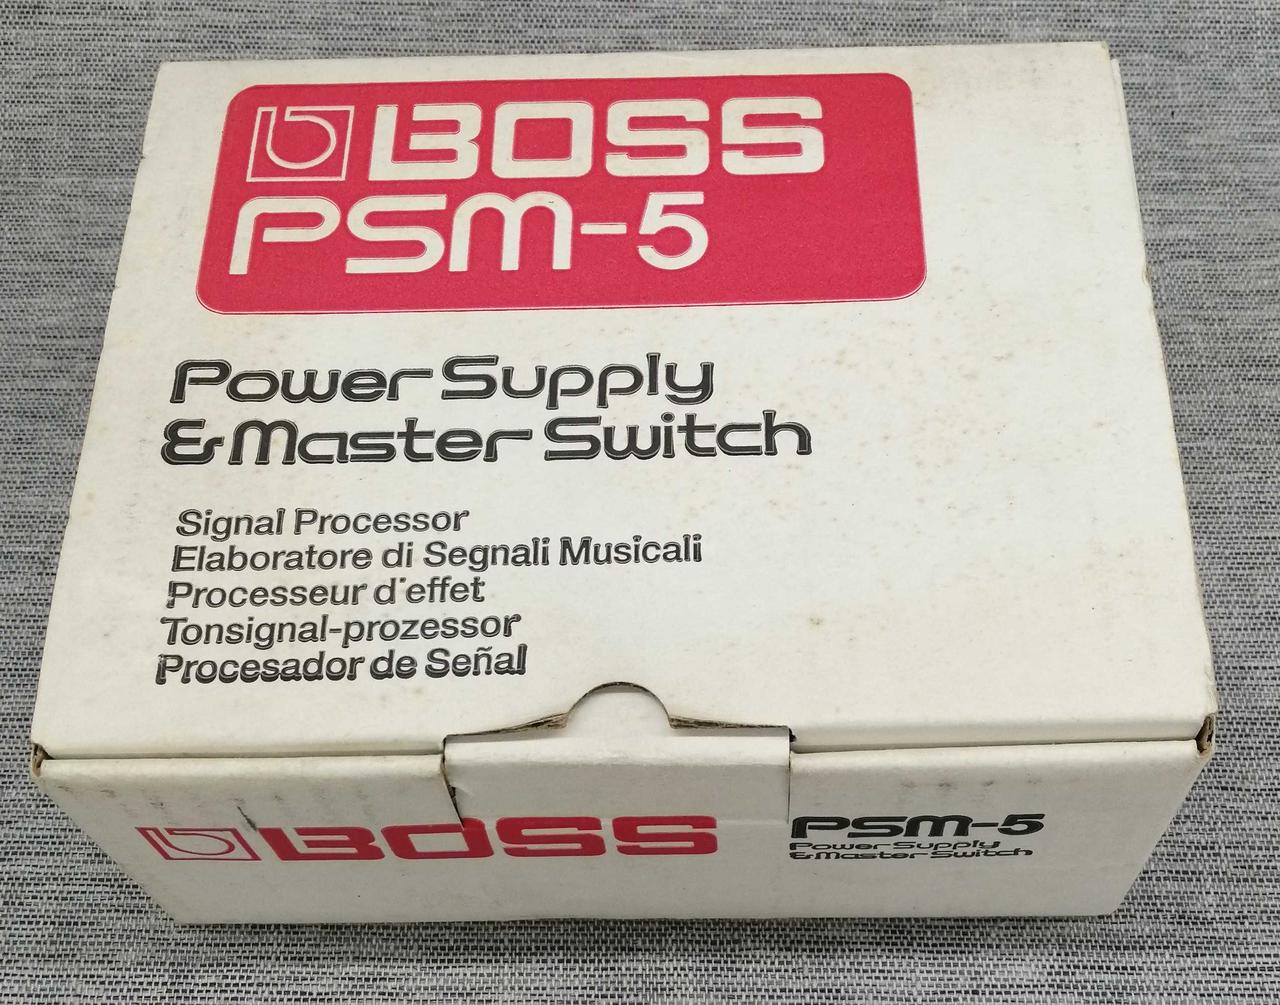 BOSS
PSM-5
Power Supply
& Master Switch
Signal Processor
Elaboratore di Segnali Musicali
Processeur d'effet
Tonsignal-prozessor
Procesador de Señal
BOSS
PSM-5
Power Supply
& Master Switch